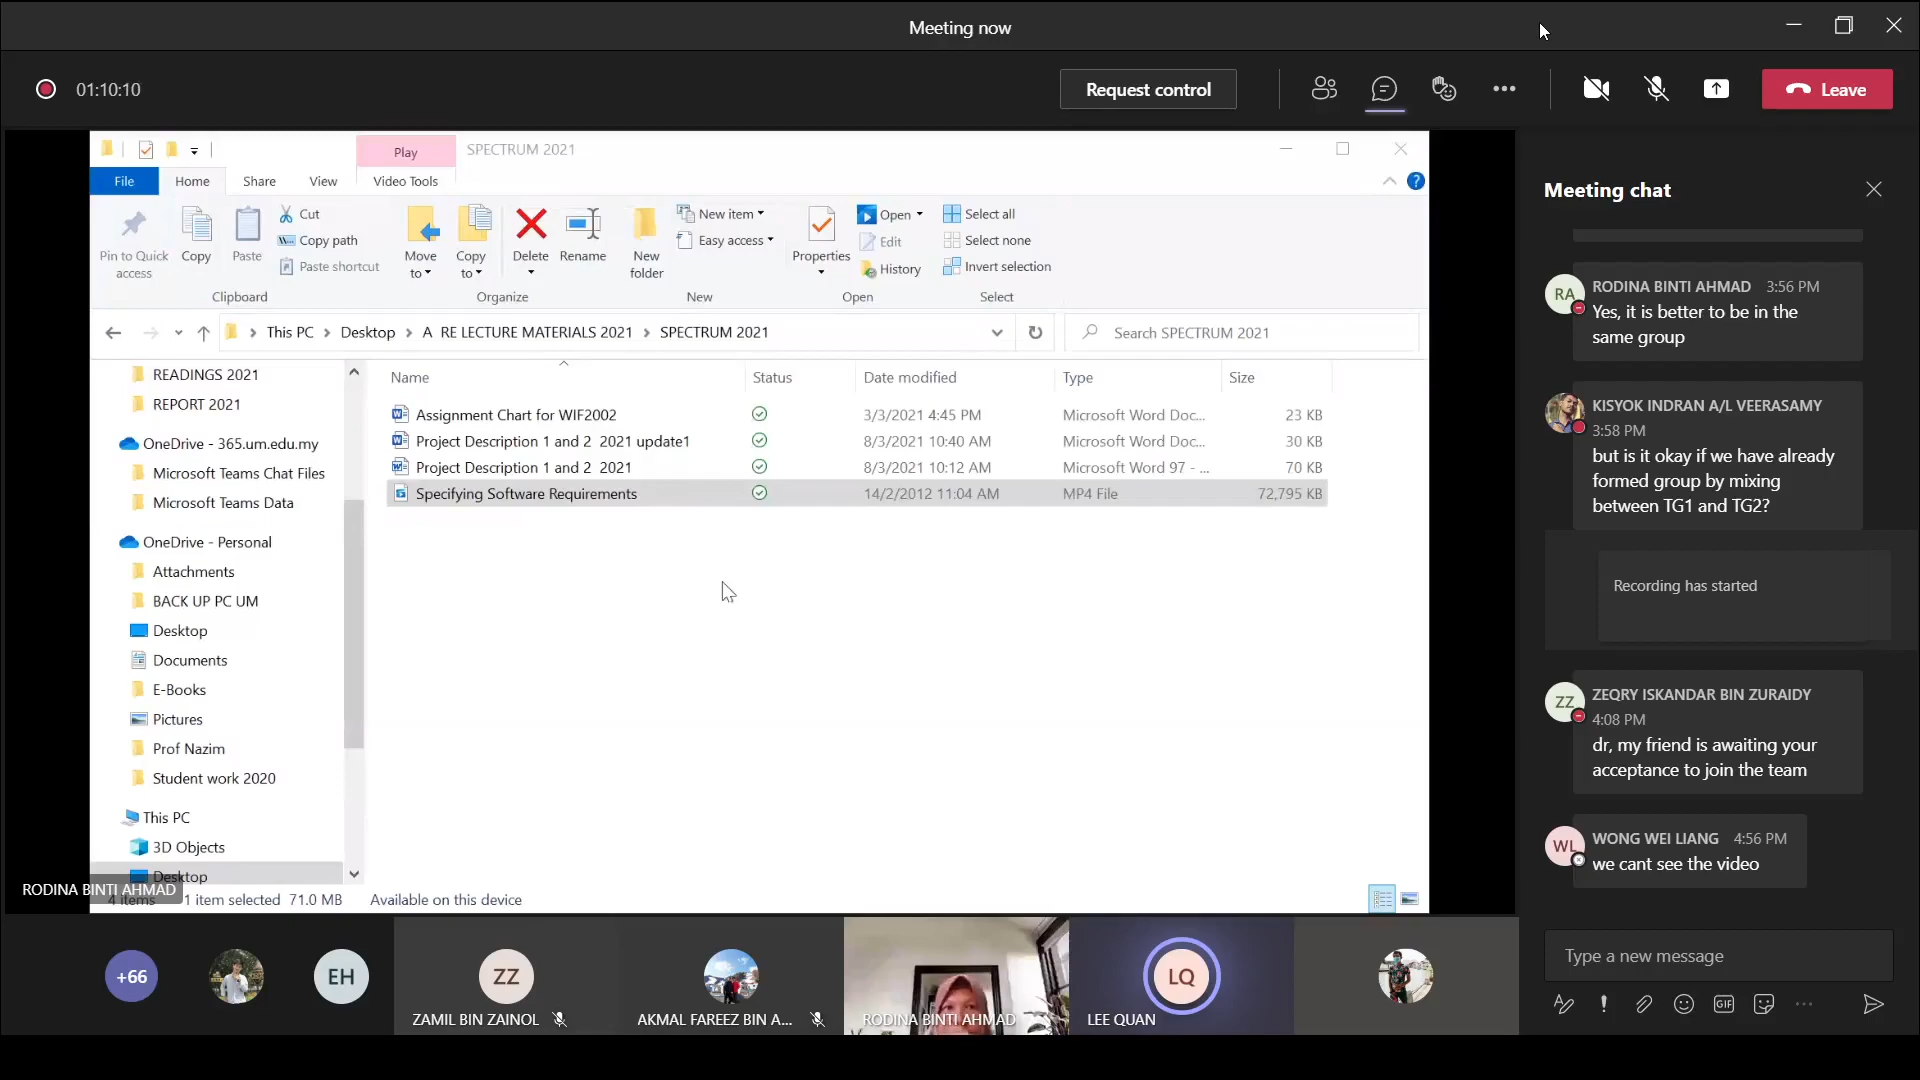 Meeting now
01:10:10
Request control
Leave
Play
SPECTRUM 2021
File
Home
Share
View
Video Tools
Pin to Quick access
Copy
Paste
Cut
Copy path
Paste shortcut
Clipboard
Move to
Copy to
Delete
Rename
Organize
New folder
New item
Easy access
New
Properties
Open
Edit
History
Open
Select all
Select none
Invert selection
Select
This PC > Desktop > A RE LECTURE MATERIALS 2021 > SPECTRUM 2021
Search SPECTRUM 2021
READINGS 2021
REPORT 2021
OneDrive - 365.um.edu.my
Microsoft Teams Chat Files
Microsoft Teams Data
OneDrive - Personal
Attachments
BACK UP PC UM
Desktop
Documents
E-Books
Pictures
Prof Nazim
Student work 2020
This PC
3D Objects
Desktop
Name Status Date modified Type Size
Assignment Chart for WIF2002 3/3/2021 4:45 PM Microsoft Word Doc... 23 KB
Project Description 1 and 2 2021 update1 8/3/2021 10:40 AM Microsoft Word Doc... 30 KB
Project Description 1 and 2 2021 8/3/2021 10:12 AM Microsoft Word 97 - ... 70 KB
Specifying Software Requirements 14/2/2012 11:04 AM MP4 File 72,795 KB
RODINA BINTI AHMAD
4 items 1 item selected 71.0 MB Available on this device
+66
EH
ZZ
ZAMIL BIN ZAINOL
AKMAL FAREEZ BIN A...
RODINA BINTI AHMAD
LQ
LEE QUAN
Meeting chat
RA
RODINA BINTI AHMAD 3:56 PM
Yes, it is better to be in the
same group
KISYOK INDRAN A/L VEERASAMY
3:58 PM
but is it okay if we have already
formed group by mixing
between TG1 and TG2?
Recording has started
ZZ
ZEQRY ISKANDAR BIN ZURAIDY
4:08 PM
dr, my friend is awaiting your
acceptance to join the team
WL
WONG WEI LIANG 4:56 PM
we cant see the video
Type a new message
GIF